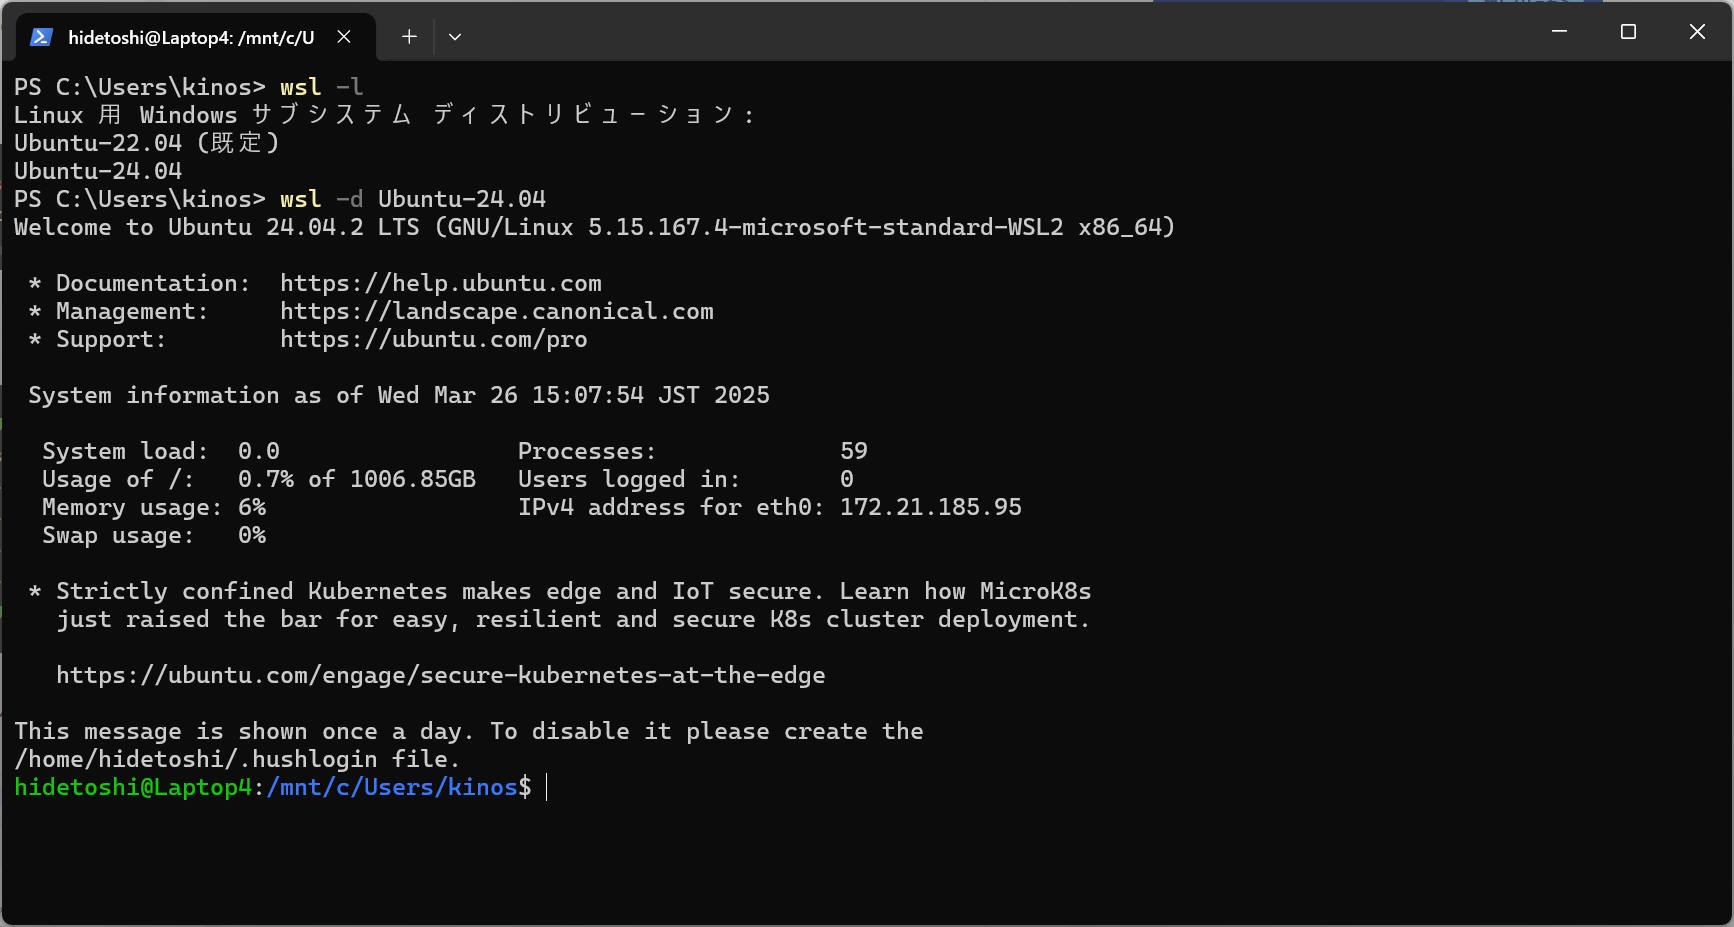 hidetoshi@Laptop4: /mnt/c/U
PS C:\Users\kinos> wsl -l
Linux 用 Windows サブシステム ディストリビューション:
Ubuntu-22.04 (既定)
Ubuntu-24.04
PS C:\Users\kinos> wsl -d Ubuntu-24.04
Welcome to Ubuntu 24.04.2 LTS (GNU/Linux 5.15.167.4-microsoft-standard-WSL2 x86_64)
* Documentation:  https://help.ubuntu.com
* Management:     https://landscape.canonical.com
* Support:        https://ubuntu.com/pro
System information as of Wed Mar 26 15:07:54 JST 2025
System load:  0.0                 Processes:             59
Usage of /:   0.7% of 1006.85GB   Users logged in:       0
Memory usage: 6%                  IPv4 address for eth0: 172.21.185.95
Swap usage:   0%
* Strictly confined Kubernetes makes edge and IoT secure. Learn how MicroK8s
just raised the bar for easy, resilient and secure K8s cluster deployment.
https://ubuntu.com/engage/secure-kubernetes-at-the-edge
This message is shown once a day. To disable it please create the
/home/hidetoshi/.hushlogin file.
hidetoshi@Laptop4:/mnt/c/Users/kinos$